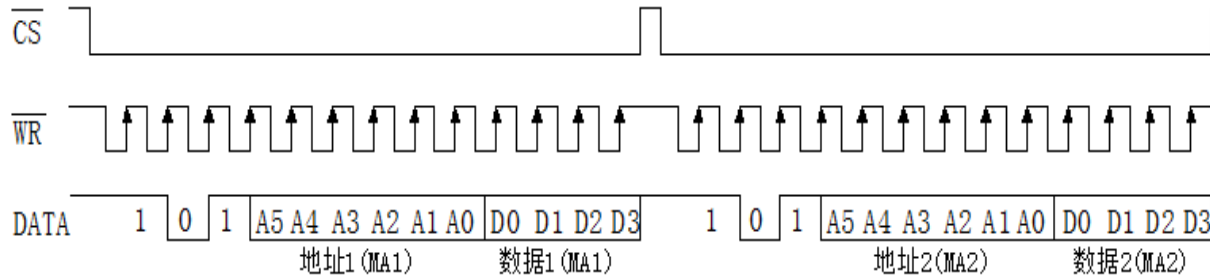 CS
WR
DATA 1 0 1 A5 A4 A3 A2 A1 A0 D0 D1 D2 D3 1 0 1 A5 A4 A3 A2 A1 A0 D0 D1 D2 D3
地址1(MA1) 数据1(MA1) 地址2(MA2) 数据2(MA2)